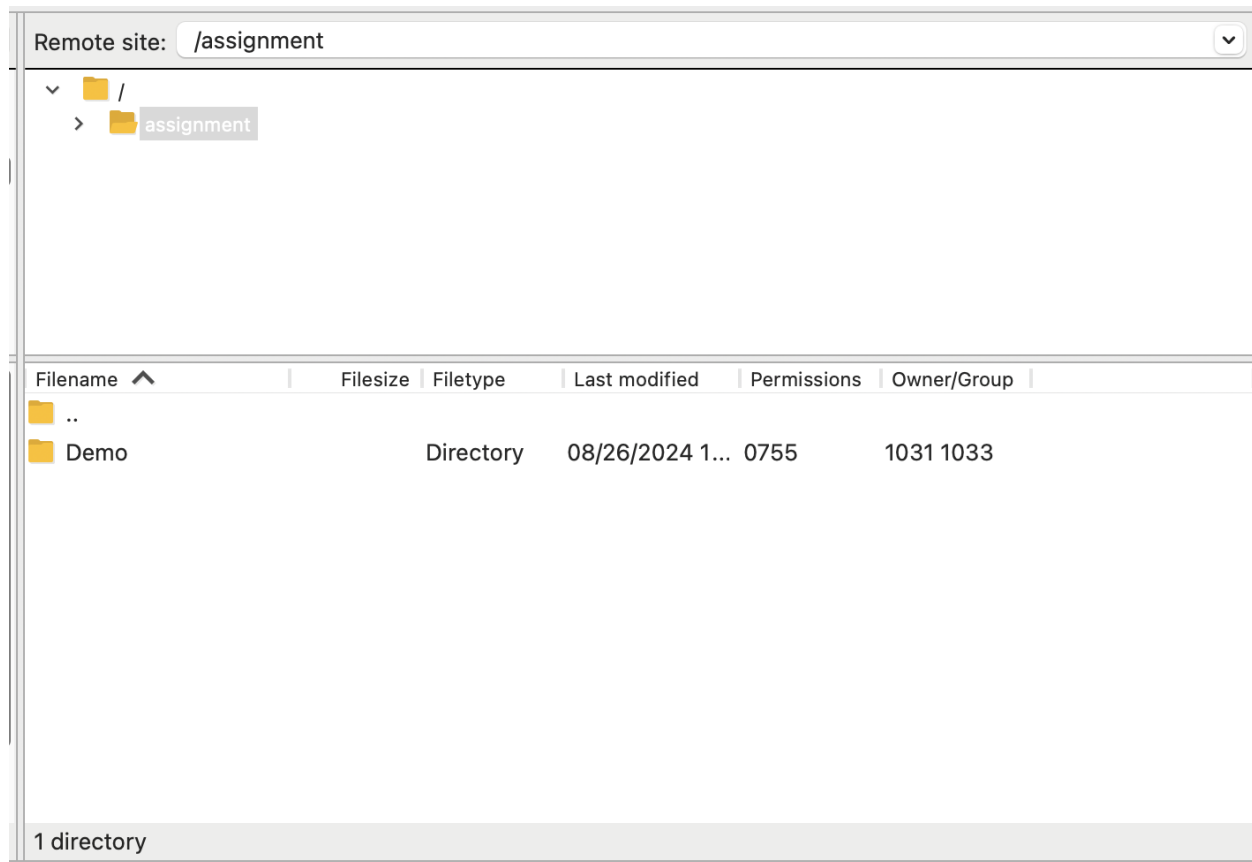 Remote site: /assignment
/
assignment
Filename Filesize Filetype Last modified Permissions Owner/Group
..
Demo Directory 08/26/2024 1... 0755 1031 1033
1 directory